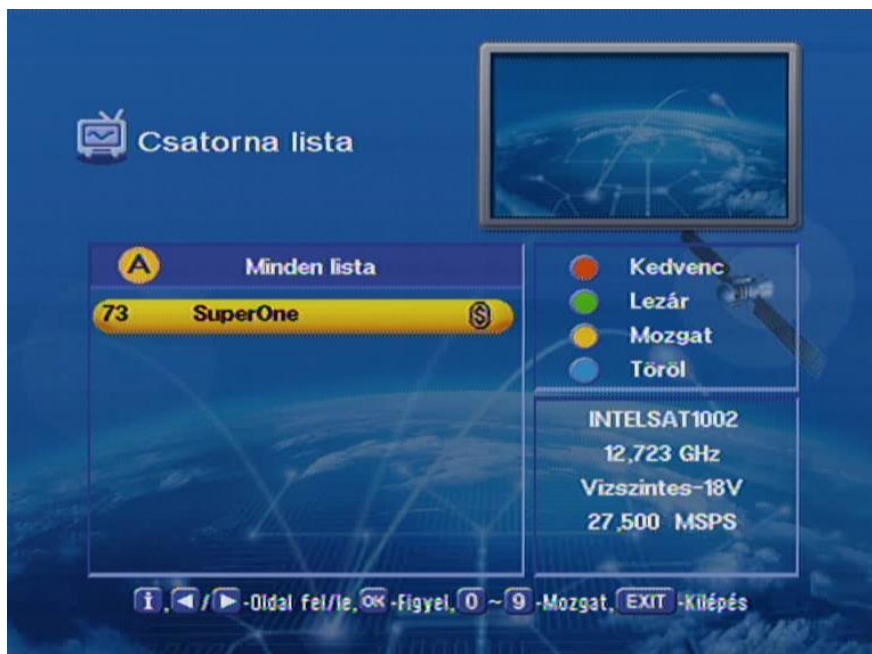 Csatorna lista
A Minden lista
73 SuperOne $
Kedvenc
Lezár
Mozgat
Töröl
INTELSAT1002
12,723 GHz
Vizszintes-18V
27,500 MSPS
i,◄/►-Oldal fel/le,OK-Figyel,0~9-Mozgat,EXIT-Kilépés